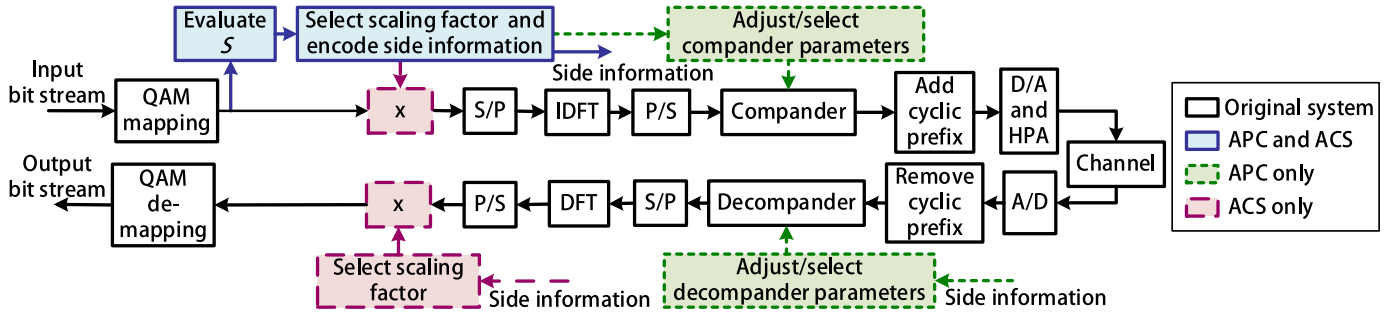 Evaluate
S
Select scaling factor and
encode side information
Adjust/select
compander parameters
Side information
Input
bit stream
QAM
mapping
x
S/P
IDFT
P/S
Compander
Add
cyclic
prefix
D/A
and
HPA
Channel
Output
bit stream
QAM
de-
mapping
x
P/S
DFT
S/P
Decompander
Remove
cyclic
prefix
A/D
Select scaling
factor
Side information
Adjust/select
decompander parameters
Side information
Original system
APC and ACS
APC only
ACS only